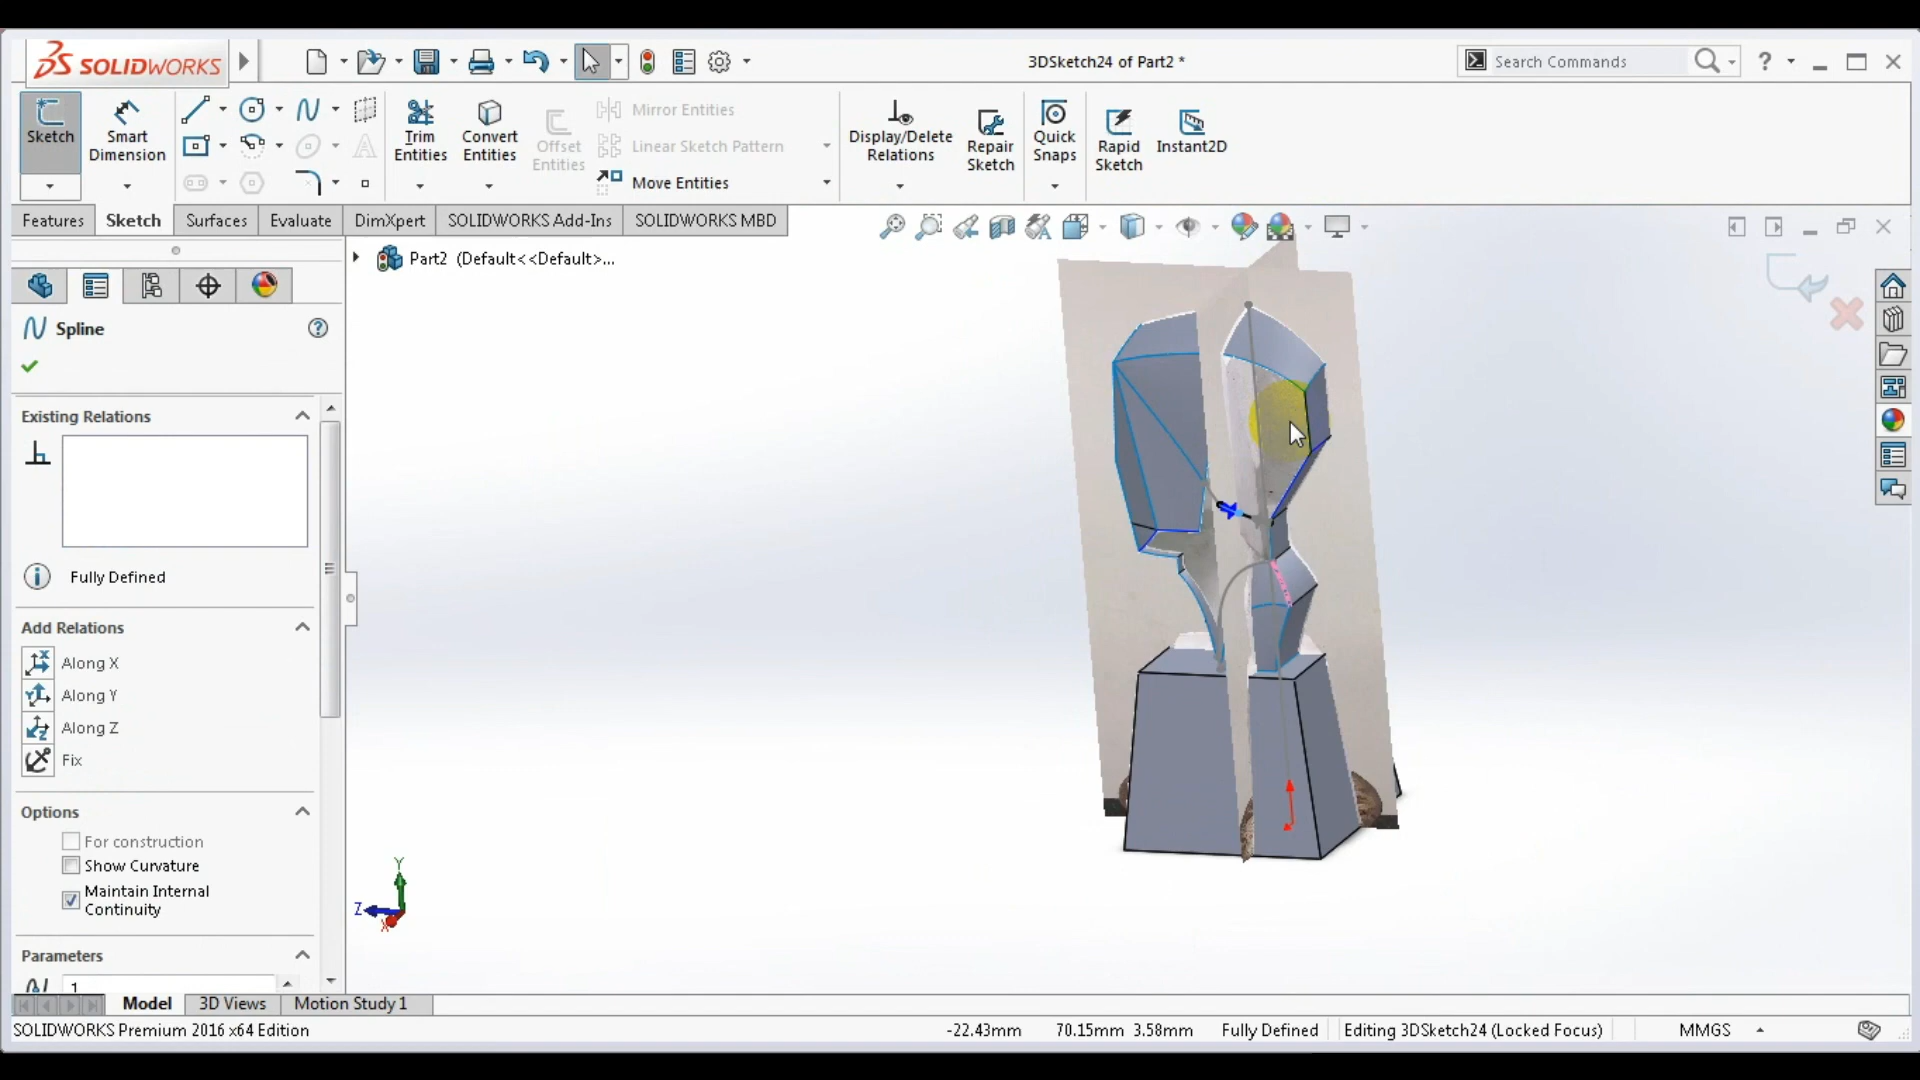 SOLIDWORKS
3DSketch24 of Part2 *
Search Commands
Sketch
Smart Dimension
Trim Entities
Convert Entities
Offset Entities
Mirror Entities
Linear Sketch Pattern
Move Entities
Display/Delete Relations
Repair Sketch
Quick Snaps
Rapid Sketch
Instant2D
Features
Sketch
Surfaces
Evaluate
DimXpert
SOLIDWORKS Add-Ins
SOLIDWORKS MBD
Part2 (Default<<Default>...
Spline
Existing Relations
Fully Defined
Add Relations
Along X
Along Y
Along Z
Fix
Options
For construction
Show Curvature
Maintain Internal
Continuity
Parameters
1
Y
Z
X
Model
3D Views
Motion Study 1
SOLIDWORKS Premium 2016 x64 Edition
-22.43mm
70.15mm 3.58mm
Fully Defined
Editing 3DSketch24 (Locked Focus)
MMGS